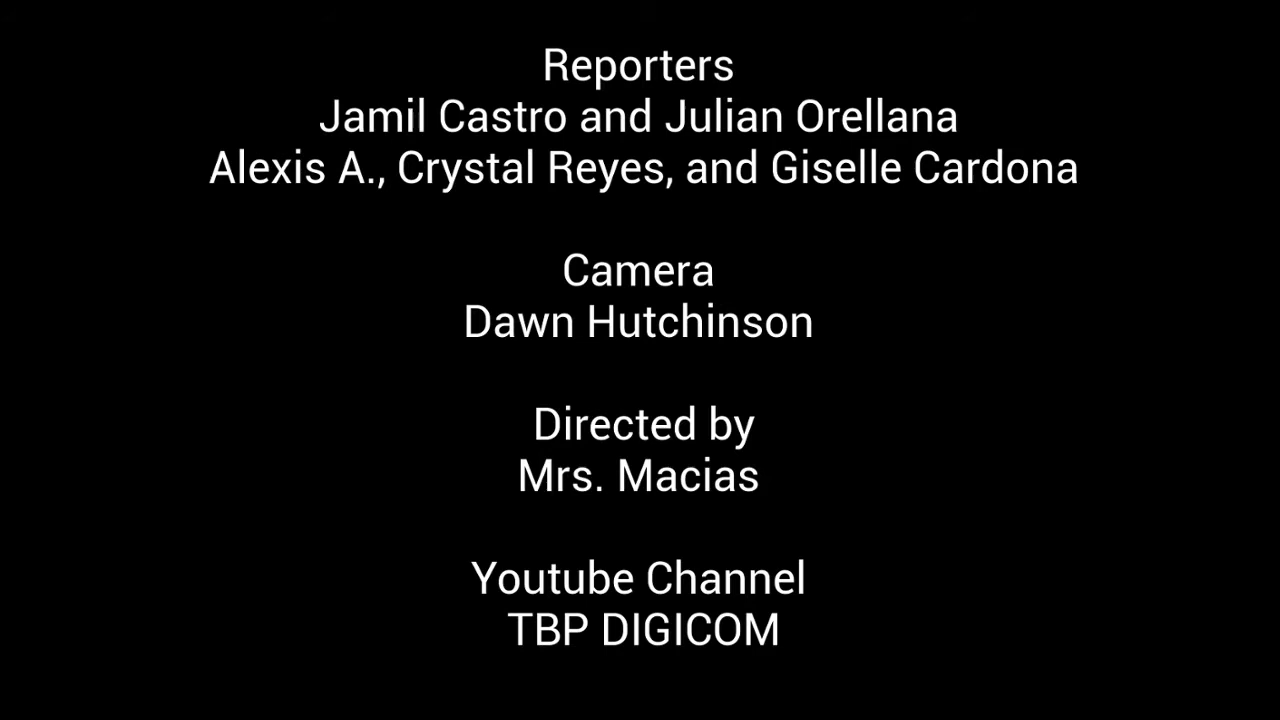 Reporters
Jamil Castro and Julian Orellana
Alexis A., Crystal Reyes, and Giselle Cardona
Camera
Dawn Hutchinson
Directed by
Mrs. Macias
Youtube Channel
TBP DIGICOM